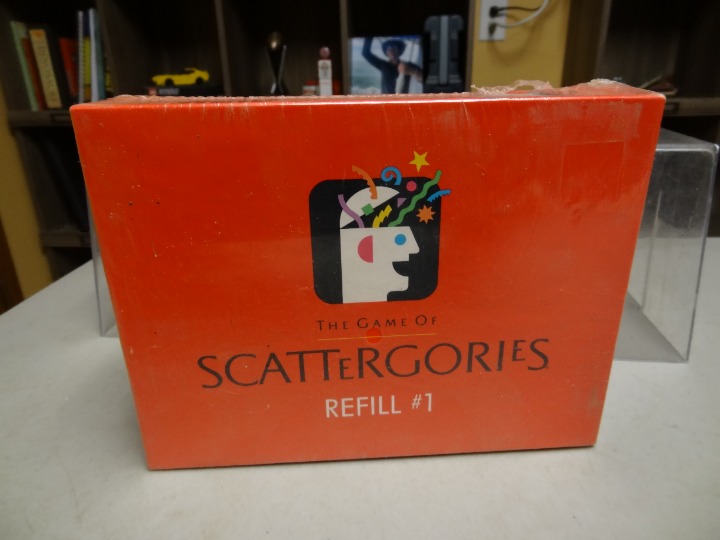 THE GAME OF
SCATTERGORIES
REFILL #1